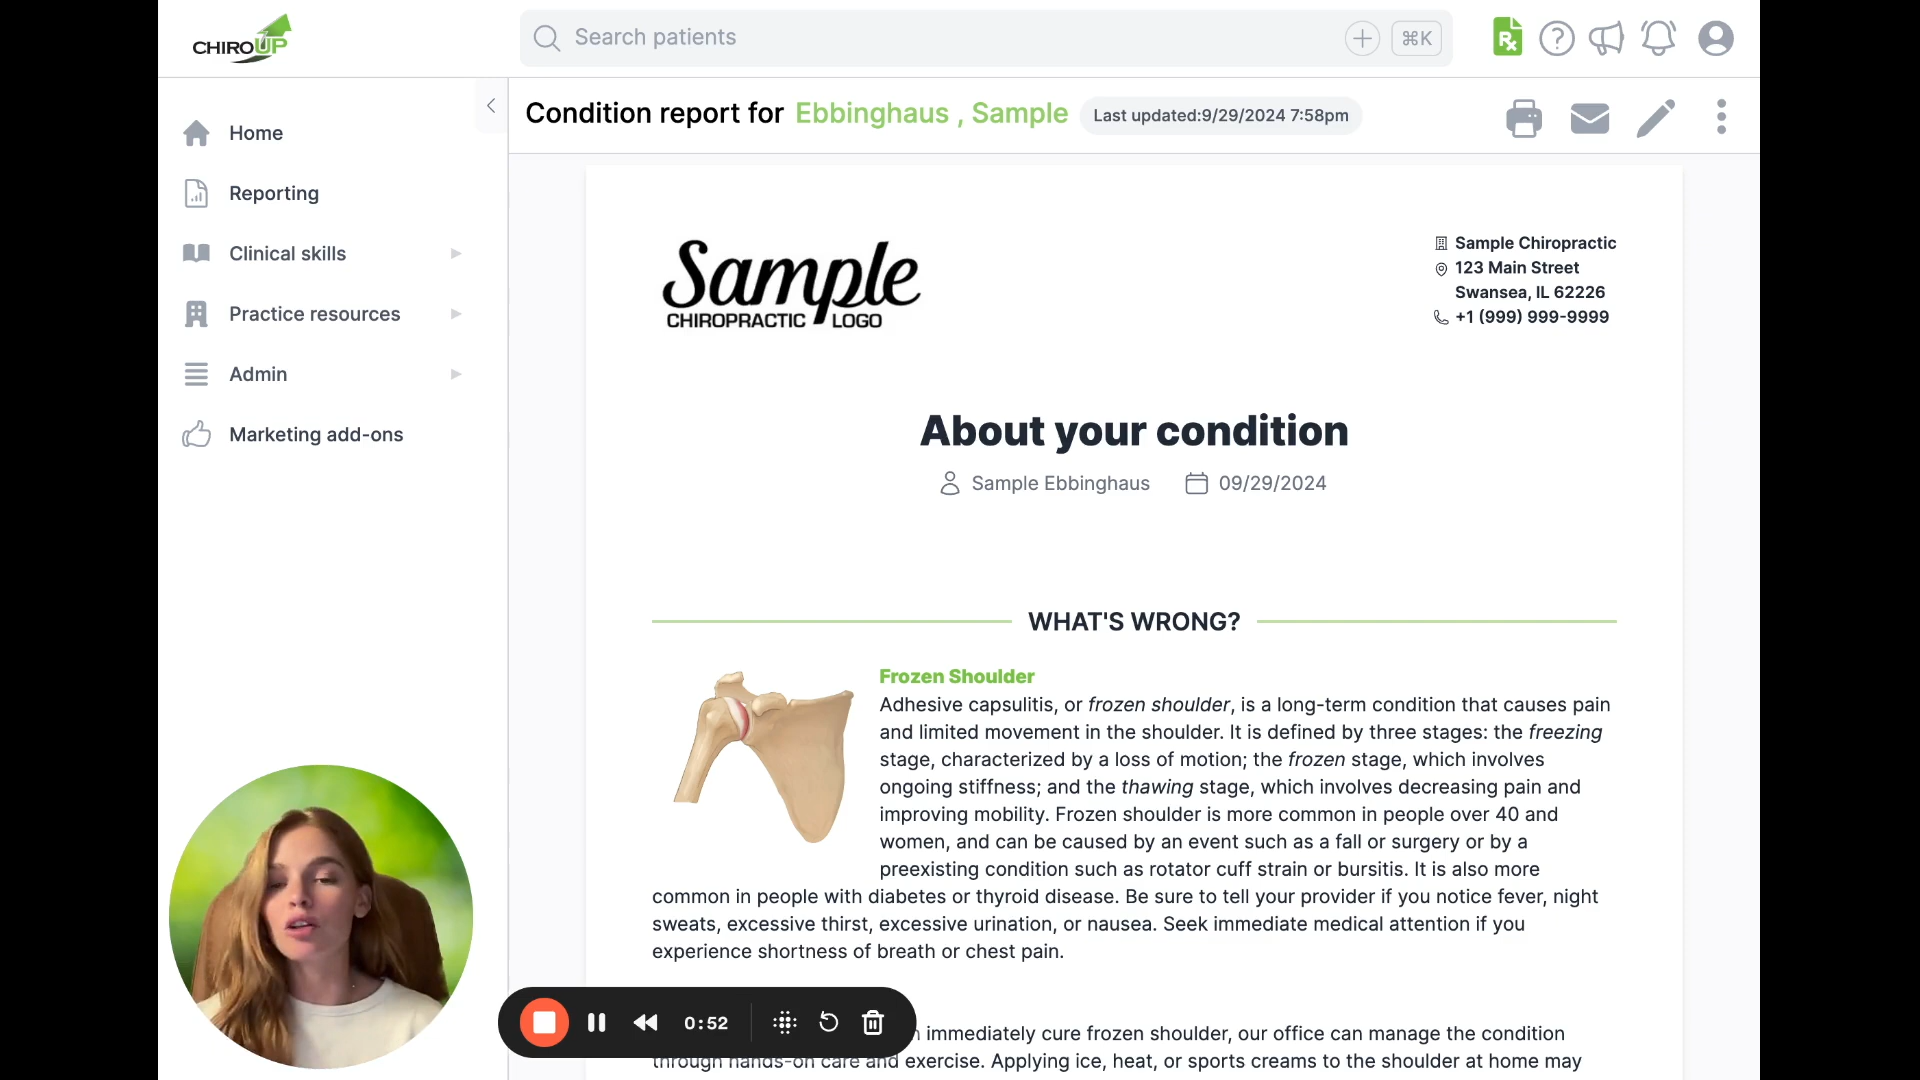 CHIROUP
Search patients
⌘K
Rx
Home
Reporting
Clinical skills
Practice resources
Admin
Marketing add-ons
Condition report for Ebbinghaus , Sample
Last updated:9/29/2024 7:58pm
Sample
CHIROPRACTIC LOGO
Sample Chiropractic
123 Main Street
Swansea, IL 62226
+1 (999) 999-9999
About your condition
Sample Ebbinghaus 09/29/2024
WHAT'S WRONG?
Frozen Shoulder
Adhesive capsulitis, or frozen shoulder, is a long-term condition that causes pain
and limited movement in the shoulder. It is defined by three stages: the freezing
stage, characterized by a loss of motion; the frozen stage, which involves
ongoing stiffness; and the thawing stage, which involves decreasing pain and
improving mobility. Frozen shoulder is more common in people over 40 and
women, and can be caused by an event such as a fall or surgery or by a
preexisting condition such as rotator cuff strain or bursitis. It is also more
common in people with diabetes or thyroid disease. Be sure to tell your provider if you notice fever, night
sweats, excessive thirst, excessive urination, or nausea. Seek immediate medical attention if you
experience shortness of breath or chest pain.
immediately cure frozen shoulder, our office can manage the condition
through hands-on care and exercise. Applying ice, heat, or sports creams to the shoulder at home may
0:52